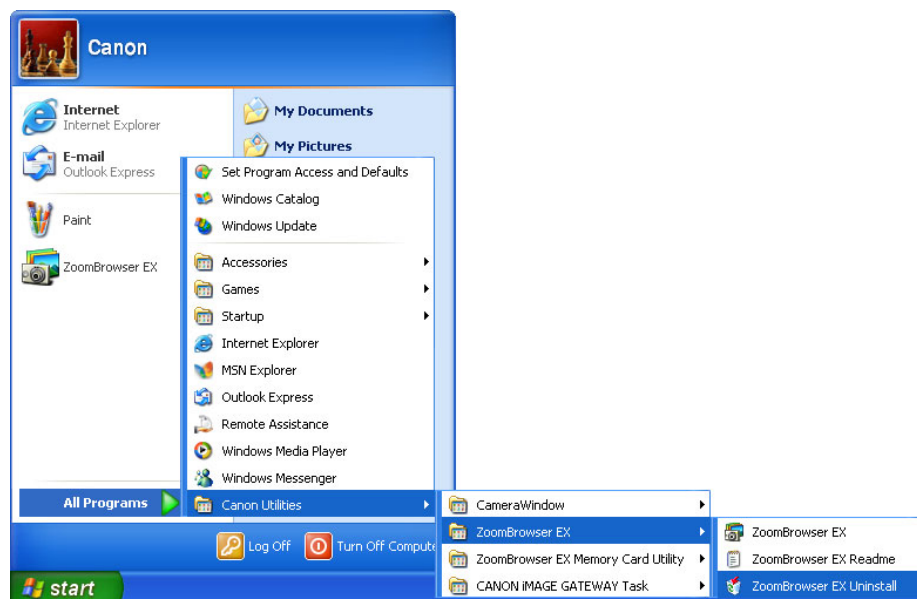 Canon
Internet
Internet Explorer
E-mail
Outlook Express
Paint
ZoomBrowser EX
My Documents
My Pictures
Set Program Access and Defaults
Windows Catalog
Windows Update
Accessories
Games
Startup
Internet Explorer
MSN Explorer
Outlook Express
Remote Assistance
Windows Media Player
Windows Messenger
Canon Utilities
All Programs
CameraWindow
ZoomBrowser EX
ZoomBrowser EX Memory Card Utility
CANON iMAGE GATEWAY Task
ZoomBrowser EX
ZoomBrowser EX Readme
ZoomBrowser EX Uninstall
Log Off
Turn Off Compute
start